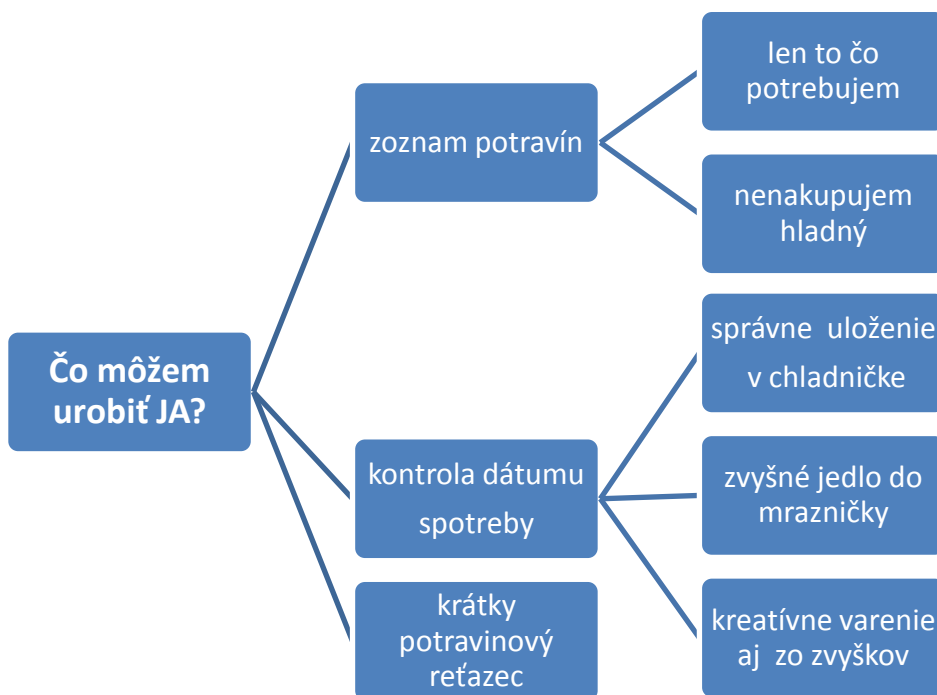 Čo môžem
urobiť JA?
zoznam potravín
len to čo
potrebujem
nenakupujem
hladný
kontrola dátumu
spotreby
správne uloženie
v chladničke
zvyšné jedlo do
mrazničky
kreatívne varenie
aj zo zvyškov
krátky
potravinový
reťazec